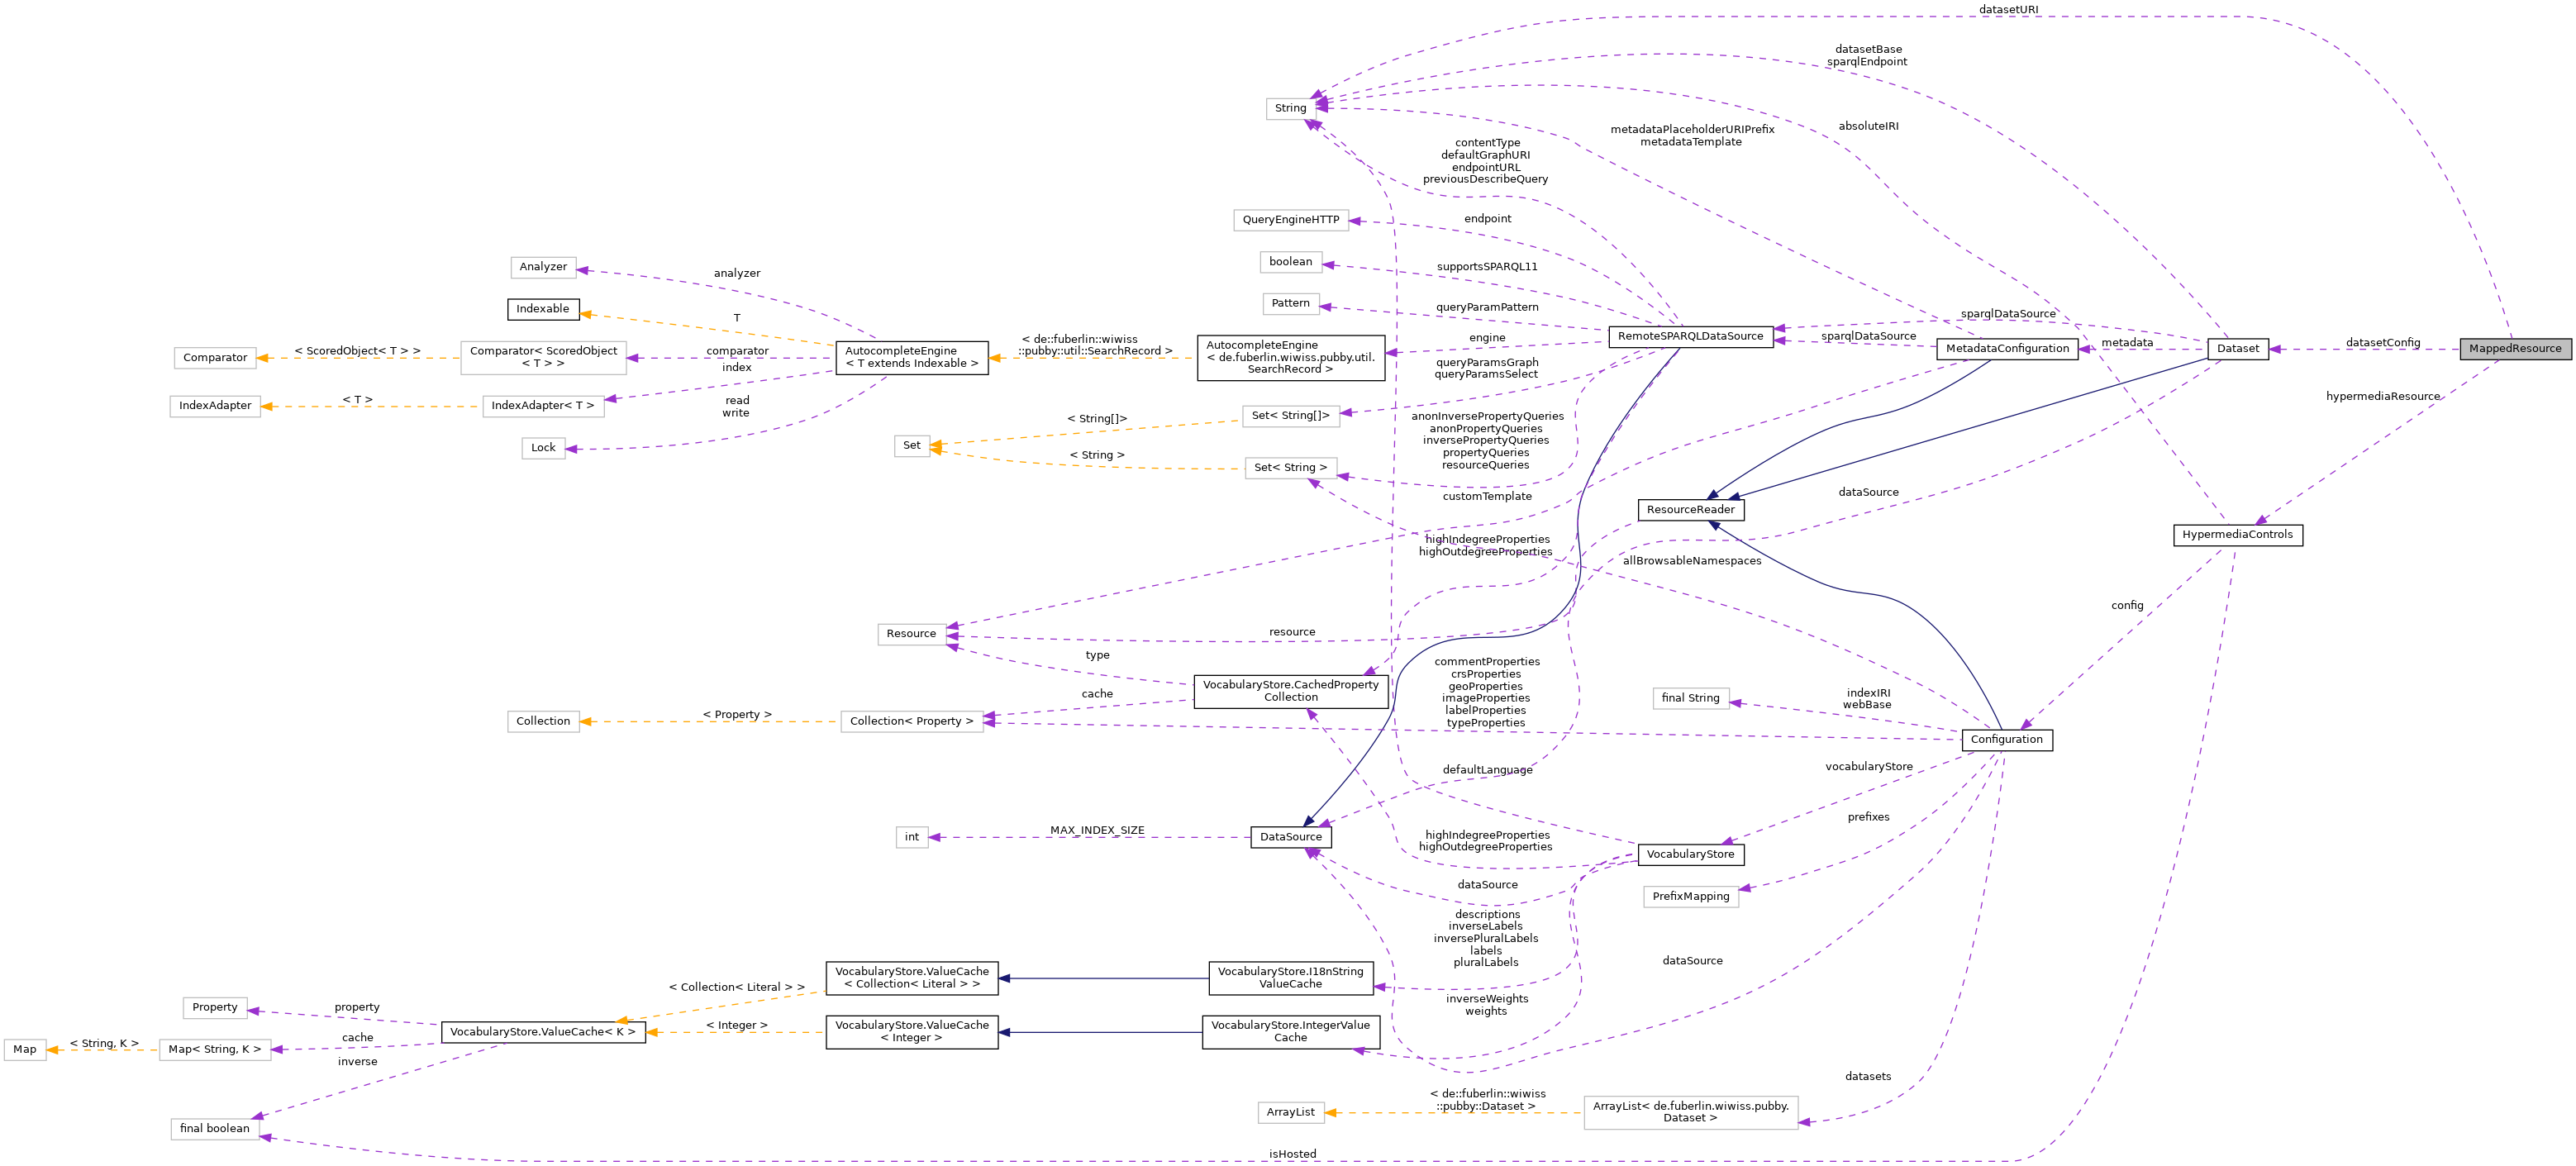 datasetURI
datasetBase
sparqlEndpoint
String
absoluteIRI
metadataPlaceholderURIPrefix
metadataTemplate
contentType
defaultGraphURI
endpointURL
previousDescribeQuery
QueryEngineHTTP
endpoint
boolean
supportsSPARQL11
Analyzer
analyzer
Pattern
queryParamPattern
Indexable
T
sparqlDataSource
RemoteSPARQLDataSource
sparqlDataSource
engine
< de::fuberlin::wiwiss
::pubby::util::SearchRecord >
AutocompleteEngine
< de.fuberlin.wiwiss.pubby.util.
SearchRecord >
MetadataConfiguration
metadata
Dataset
datasetConfig
MappedResource
Comparator
< ScoredObject< T > >
Comparator< ScoredObject
< T > >
comparator
index
AutocompleteEngine
< T extends Indexable >
queryParamsGraph
queryParamsSelect
hypermediaResource
IndexAdapter
< T >
IndexAdapter< T >
read
write
Lock
Set
< String[]>
Set< String[]>
< String >
Set< String >
anonInversePropertyQueries
anonPropertyQueries
inversePropertyQueries
propertyQueries
resourceQueries
customTemplate
dataSource
ResourceReader
HypermediaControls
highIndegreeProperties
highOutdegreeProperties
allBrowsableNamespaces
config
Resource
resource
type
VocabularyStore.CachedProperty
Collection
cache
commentProperties
crsProperties
geoProperties
imageProperties
labelProperties
typeProperties
final String
indexIRI
webBase
Collection
< Property >
Collection< Property >
Configuration
defaultLanguage
vocabularyStore
prefixes
int
MAX_INDEX_SIZE
DataSource
highIndegreeProperties
highOutdegreeProperties
VocabularyStore
dataSource
PrefixMapping
descriptions
inverseLabels
inversePluralLabels
labels
pluralLabels
dataSource
VocabularyStore.ValueCache
< Collection< Literal > >
VocabularyStore.I18nString
ValueCache
< Collection< Literal > >
Property
property
inverseWeights
weights
VocabularyStore.ValueCache< K >
< Integer >
VocabularyStore.ValueCache
< Integer >
VocabularyStore.IntegerValue
Cache
Map
< String, K >
Map< String, K >
cache
inverse
datasets
ArrayList
< de::fuberlin::wiwiss
::pubby::Dataset >
ArrayList< de.fuberlin.wiwiss.pubby.
Dataset >
final boolean
isHosted